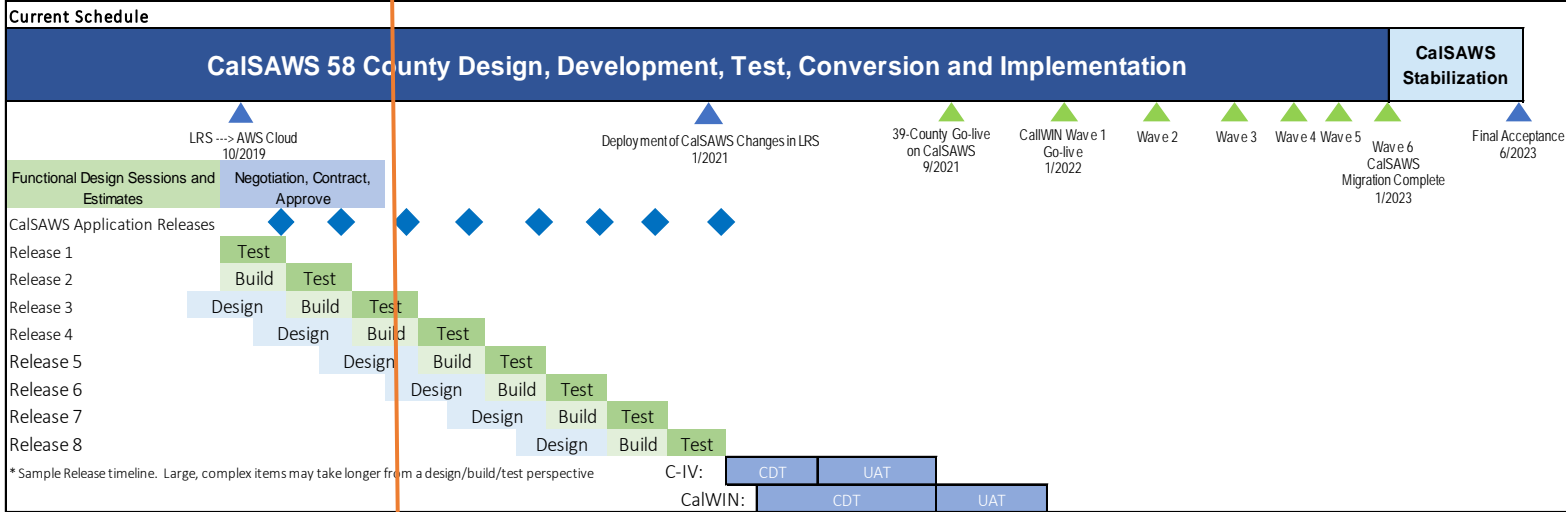 Current Schedule
CalSAWS 58 County Design, Development, Test, Conversion and Implementation
CalSAWS
Stabilization
LRS ---> AWS Cloud
10/2019
Deployment of CalSAWS Changes in LRS
1/2021
39-County Go-live
on CalSAWS
9/2021
CallWIN Wave 1
Go-live
1/2022
Wave 2
Wave 3
Wave 4
Wave 5
Wave 6
CalSAWS
Migration Complete
1/2023
Final Acceptance
6/2023
Functional Design Sessions and
Estimates
Negotiation, Contract,
Approve
CalSAWS Application Releases
Release 1
Test
Release 2
Build
Test
Release 3
Design
Build
Test
Release 4
Design
Build
Test
Release 5
Design
Build
Test
Release 6
Design
Build
Test
Release 7
Design
Build
Test
Release 8
Design
Build
Test
* Sample Release timeline. Large, complex items may take longer from a design/build/test perspective
C-IV:
CDT
UAT
CalWIN:
CDT
UAT